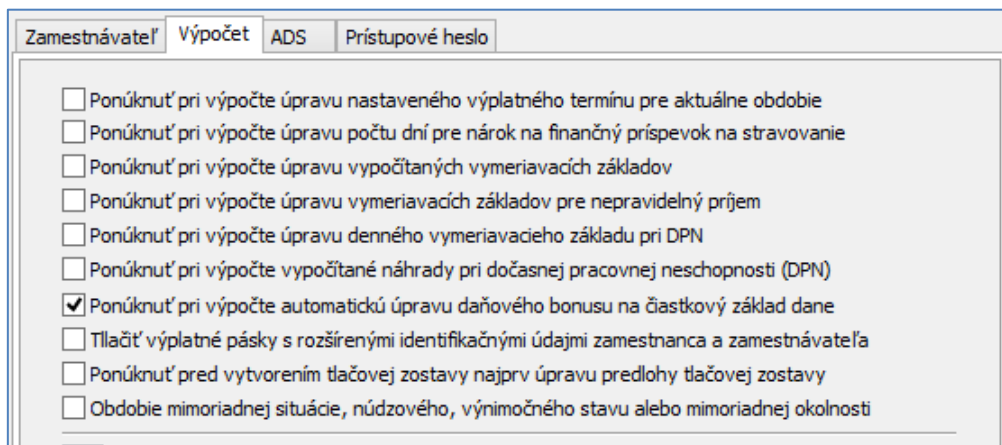 Zamestnávateľ Výpočet ADS Prístupové heslo
Ponúknuť pri výpočte úpravu nastaveného výplatného termínu pre aktuálne obdobie
Ponúknuť pri výpočte úpravu počtu dní pre nárok na finančný príspevok na stravovanie
Ponúknuť pri výpočte úpravu vypočítaných vymeriavacích základov
Ponúknuť pri výpočte úpravu vymeriavacích základov pre nepravidelný príjem
Ponúknuť pri výpočte úpravu denného vymeriavacieho základu pri DPN
Ponúknuť pri výpočte vypočítané náhrady pri dočasnej pracovnej neschopnosti (DPN)
Ponúknuť pri výpočte automatickú úpravu daňového bonusu na čiastkový základ dane
Tllačiť výplatné pásky s rozšírenými identifikačnými údajmi zamestnanca a zamestnávateľa
Ponúknuť pred vytvorením tlačovej zostavy najprv úpravu predlohy tlačovej zostavy
Obdobie mimoriadnej situácie, núdzového, výnimočného stavu alebo mimoriadnej okolnosti